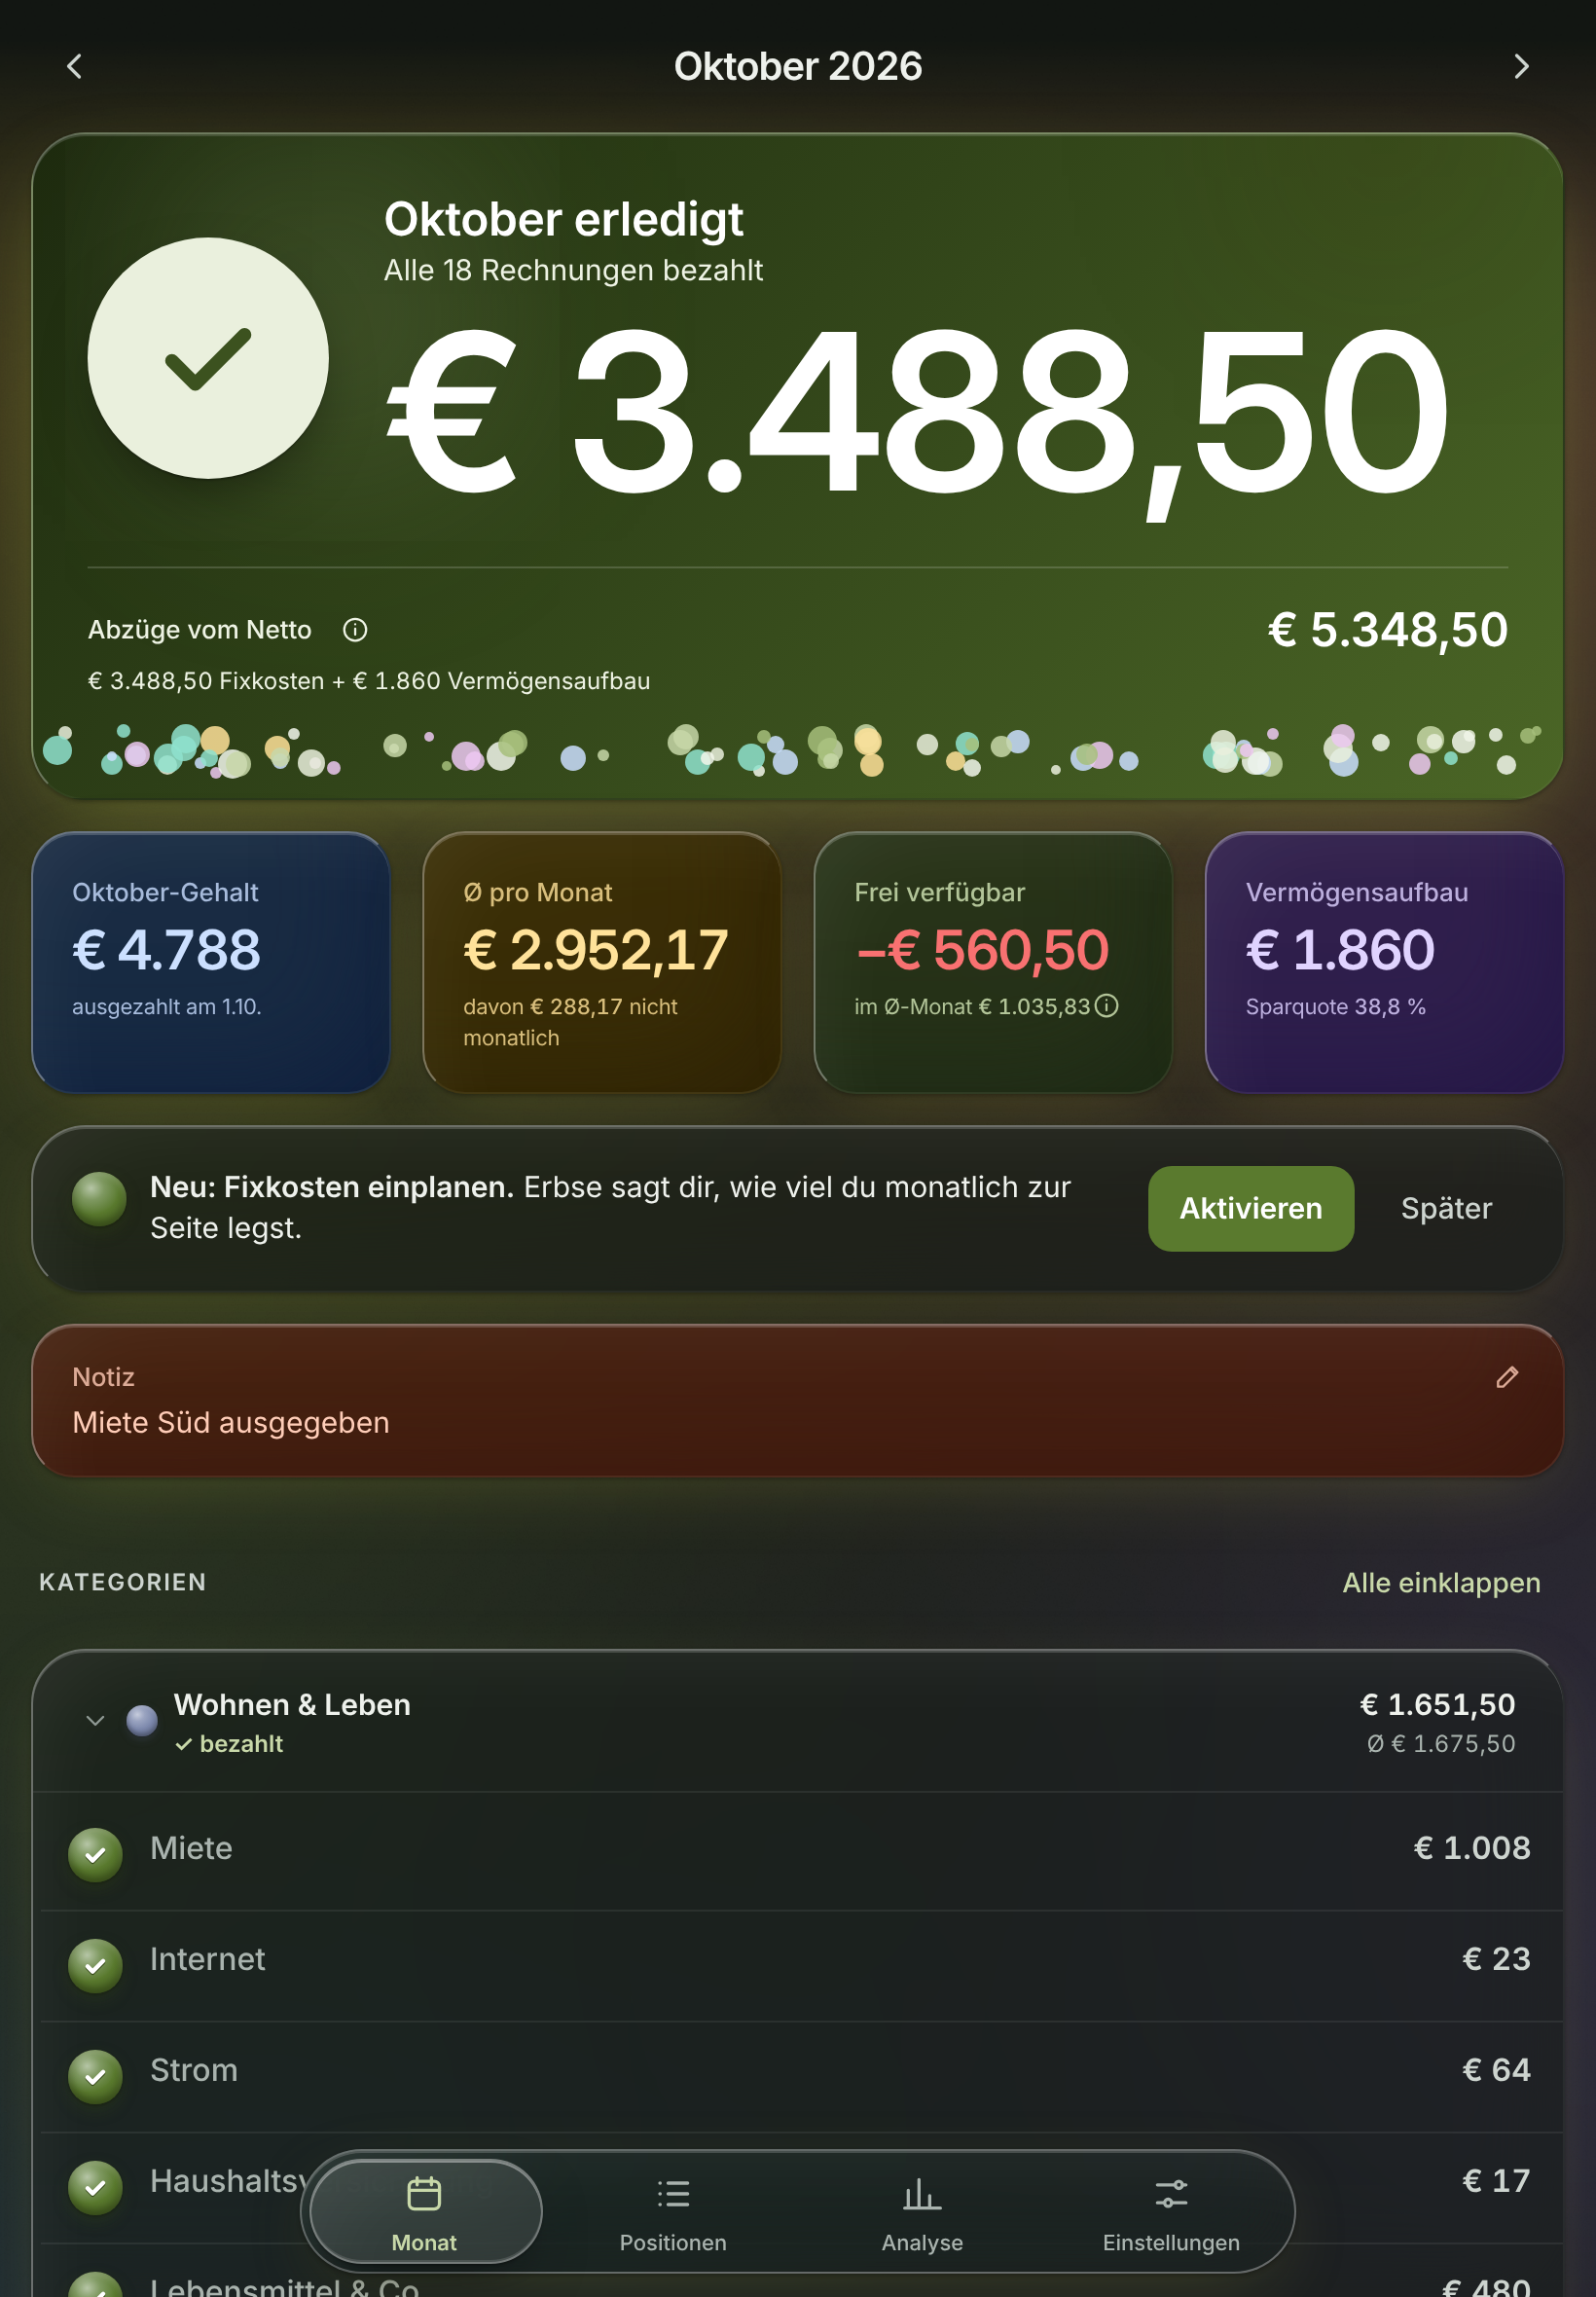 Oktober 2026
Oktober erledigt
Alle 18 Rechnungen bezahlt
€ 3.488,50
Abzüge vom Netto
€ 5.348,50
€ 3.488,50 Fixkosten + € 1.860 Vermögensaufbau
Oktober-Gehalt
€ 4.788
ausgezahlt am 1.10.
Ø pro Monat
€ 2.952,17
davon € 288,17 nicht
monatlich
Frei verfügbar
–€ 560,50
im Ø-Monat € 1.035,83
Vermögensaufbau
€ 1.860
Sparquote 38,8 %
Neu: Fixkosten einplanen. Erbse sagt dir, wie viel du monatlich zur
Seite legst.
Aktivieren
Später
Notiz
Miete Süd ausgegeben
KATEGORIEN
Alle einklappen
Wohnen & Leben
€ 1.651,50
✓ bezahlt
Ø € 1.675,50
Miete
€ 1.008
Internet
€ 23
Strom
€ 64
€ 17
Lebensmittel & Co
€ 480
Monat
Positionen
Analyse
Einstellungen